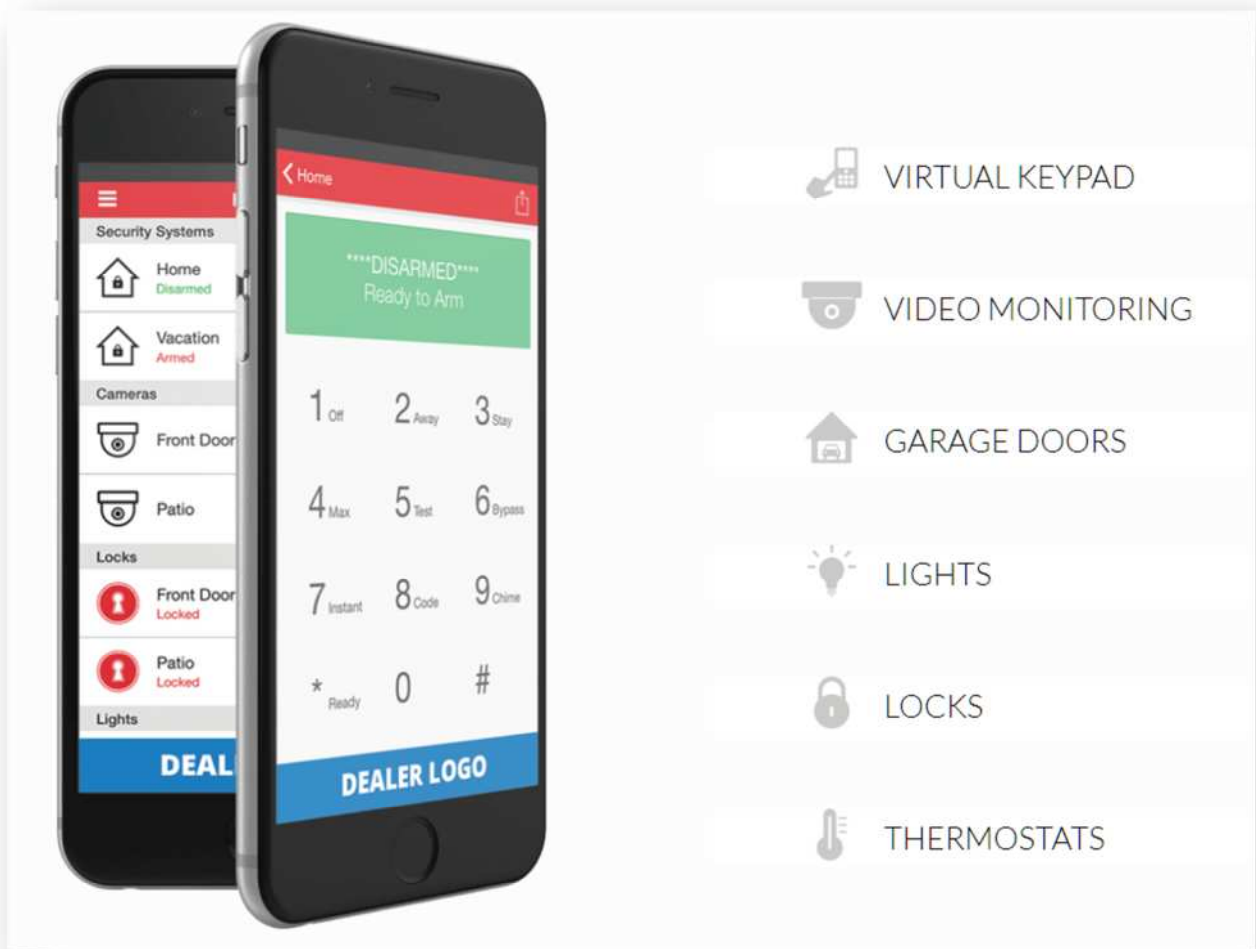 Security Systems
Home
Disarmed
Vacation
Armed
Cameras
Front Door
Patio
Locks
Front Door
Locked
Patio
Locked
Lights
DEAL
Home
****DISARMED****
Ready to Arm
1 Off 2 Away 3 Stay
4 Max 5 Test 6 Bypass
7 Instant 8 Code 9 Chime
* Ready 0 #
DEALER LOGO
VIRTUAL KEYPAD
VIDEO MONITORING
GARAGE DOORS
LIGHTS
LOCKS
THERMOSTATS